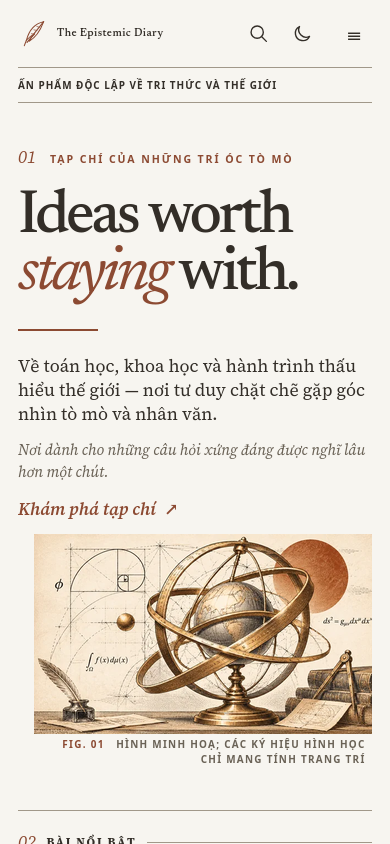 The Epistemic Diary
ẤN PHẨM ĐỘC LẬP VỀ TRI THỨC VÀ THẾ GIỚI
01 TẠP CHÍ CỦA NHỮNG TRÍ ÓC TÒ MÒ
Ideas worth
staying with.
Về toán học, khoa học và hành trình thấu
hiểu thế giới — nơi tư duy chặt chẽ gặp góc
nhìn tò mò và nhân văn.
Nơi dành cho những câu hỏi xứng đáng được nghĩ lâu
hơn một chút.
Khám phá tạp chí ↗
ϕ
ds² = gμν dxᵘ dxᵛ
∫Ω f(x) dμ(x)
FIG. 01 HÌNH MINH HOẠ; CÁC KÝ HIỆU HÌNH HỌC
CHỈ MANG TÍNH TRANG TRÍ
02 BÀI NỔI BẬT